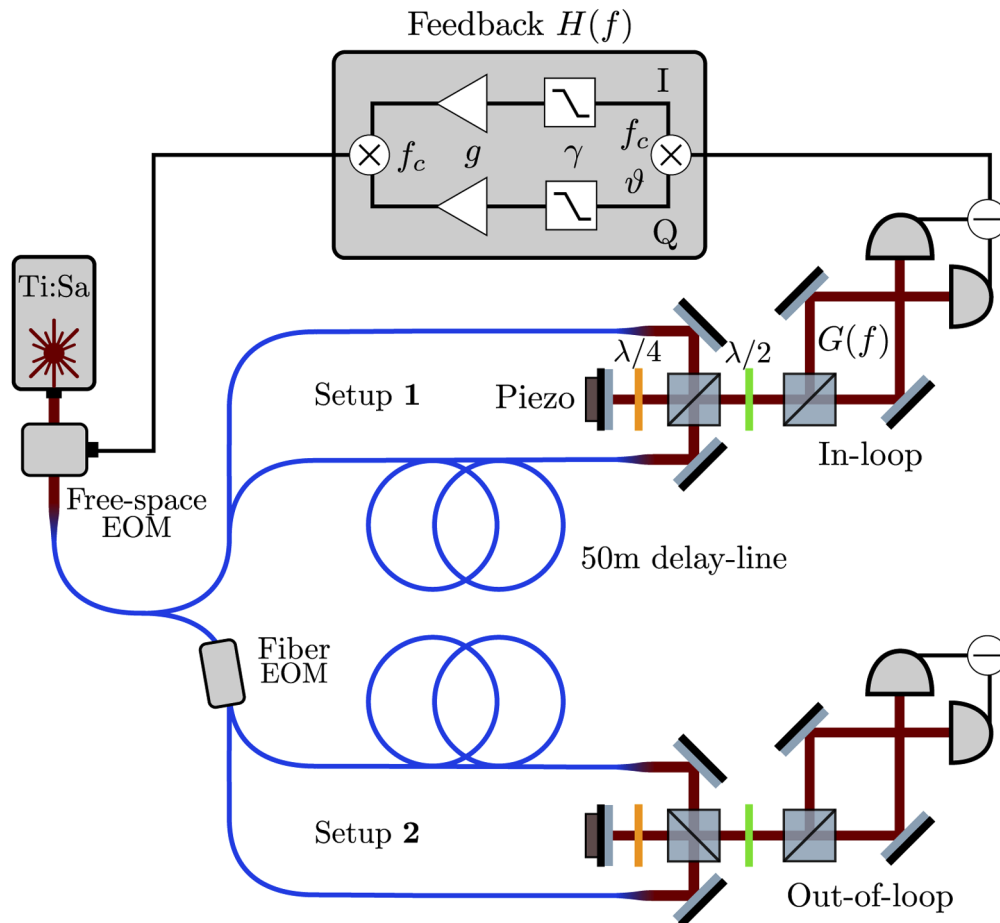 Feedback H(f)
I
f_c
g
γ
f_c
ϑ
Q
Ti:Sa
Free-space
EOM
Setup 1
Piezo
λ/4
λ/2
G(f)
In-loop
50m delay-line
Fiber
EOM
Setup 2
Out-of-loop